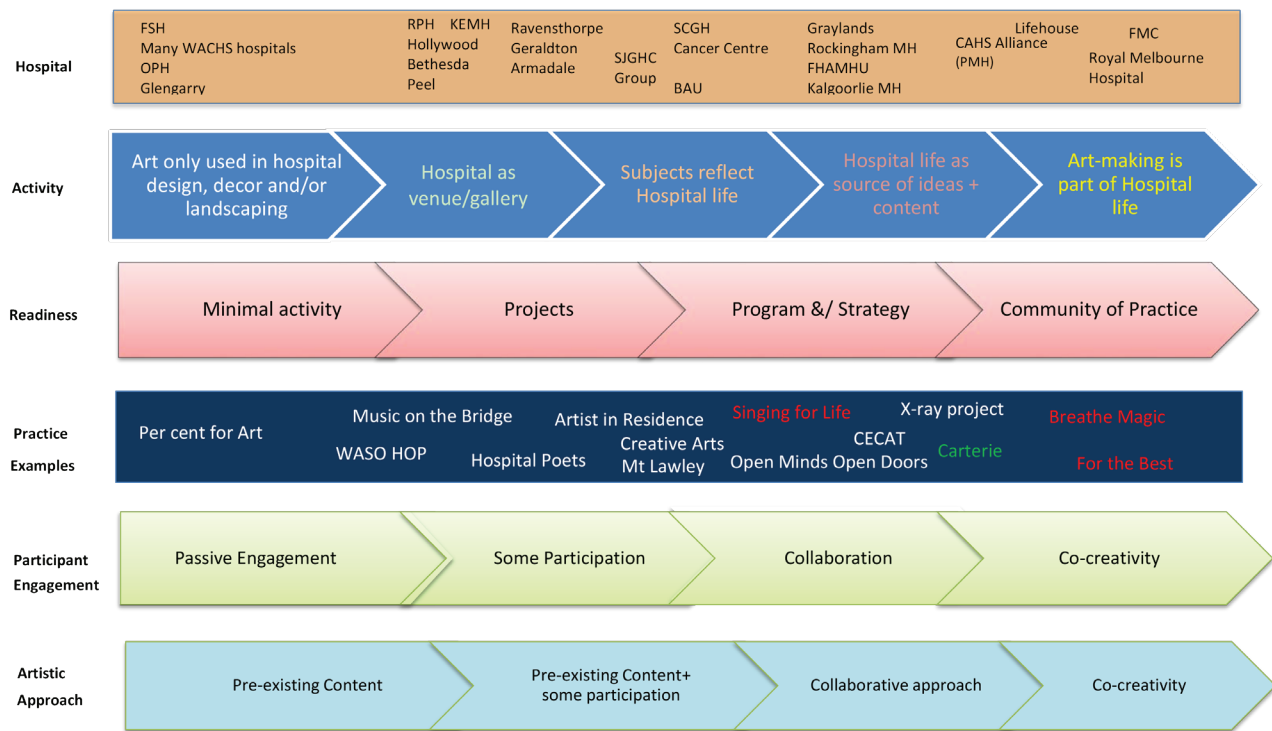 Hospital
FSH
Many WACHS hospitals
OPH
Glengarry
RPH KEMH
Hollywood
Bethesda
Peel
Ravensthorpe
Geraldton
Armadale
SJGHC
Group
SCGH
Cancer Centre
BAU
Graylands
Rockingham MH
FHAMHU
Kalgoorlie MH
Lifehouse
CAHS Alliance
(PMH)
FMC
Royal Melbourne
Hospital
Activity
Art only used in hospital
design, decor and/or
landscaping
Hospital as
venue/gallery
Subjects reflect
Hospital life
Hospital life as
source of ideas +
content
Art-making is
part of Hospital
life
Readiness
Minimal activity
Projects
Program &/ Strategy
Community of Practice
Practice
Examples
Per cent for Art
Music on the Bridge
WASO HOP
Hospital Poets
Artist in Residence
Creative Arts
Mt Lawley
Singing for Life
Open Minds Open Doors
X-ray project
CECAT
Carterie
Breathe Magic
For the Best
Participant
Engagement
Passive Engagement
Some Participation
Collaboration
Co-creativity
Artistic
Approach
Pre-existing Content
Pre-existing Content+
some participation
Collaborative approach
Co-creativity